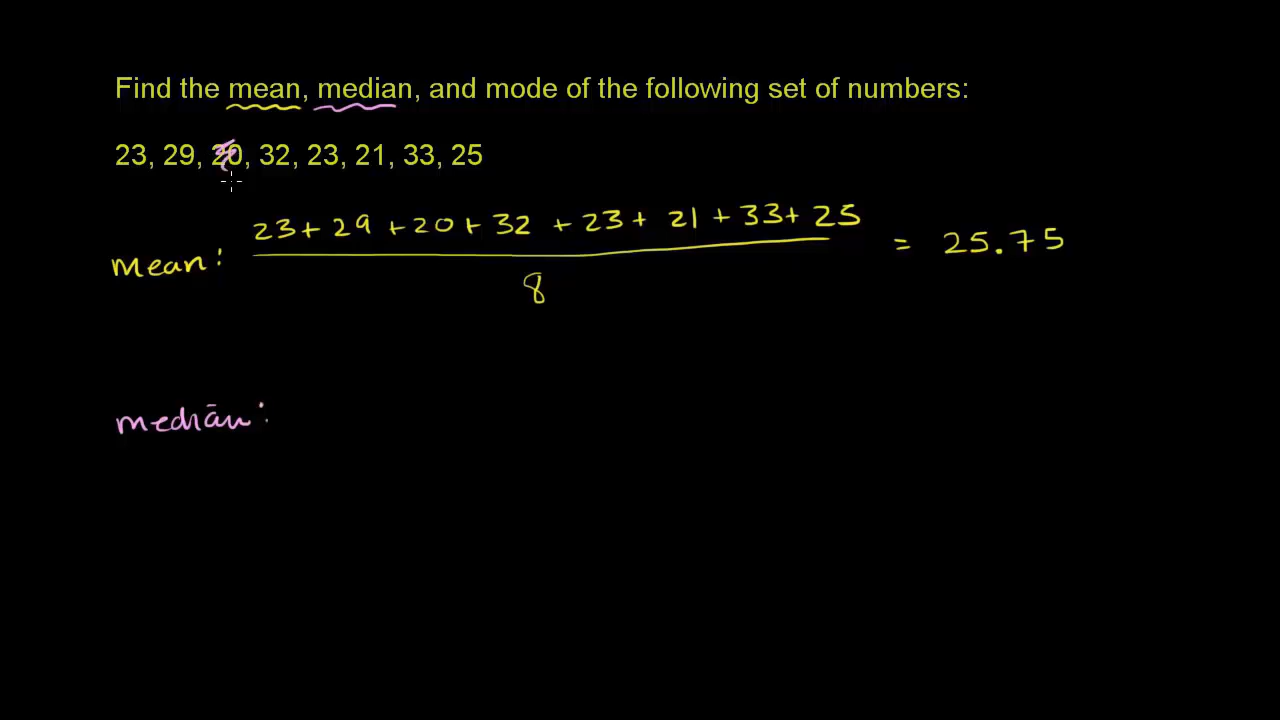 Find the mean, median, and mode of the following set of numbers:
23, 29, 20, 32, 23, 21, 33, 25
mean: 23 + 29 + 20 + 32 + 23 + 21 + 33 + 25 = 25.75
8
median: